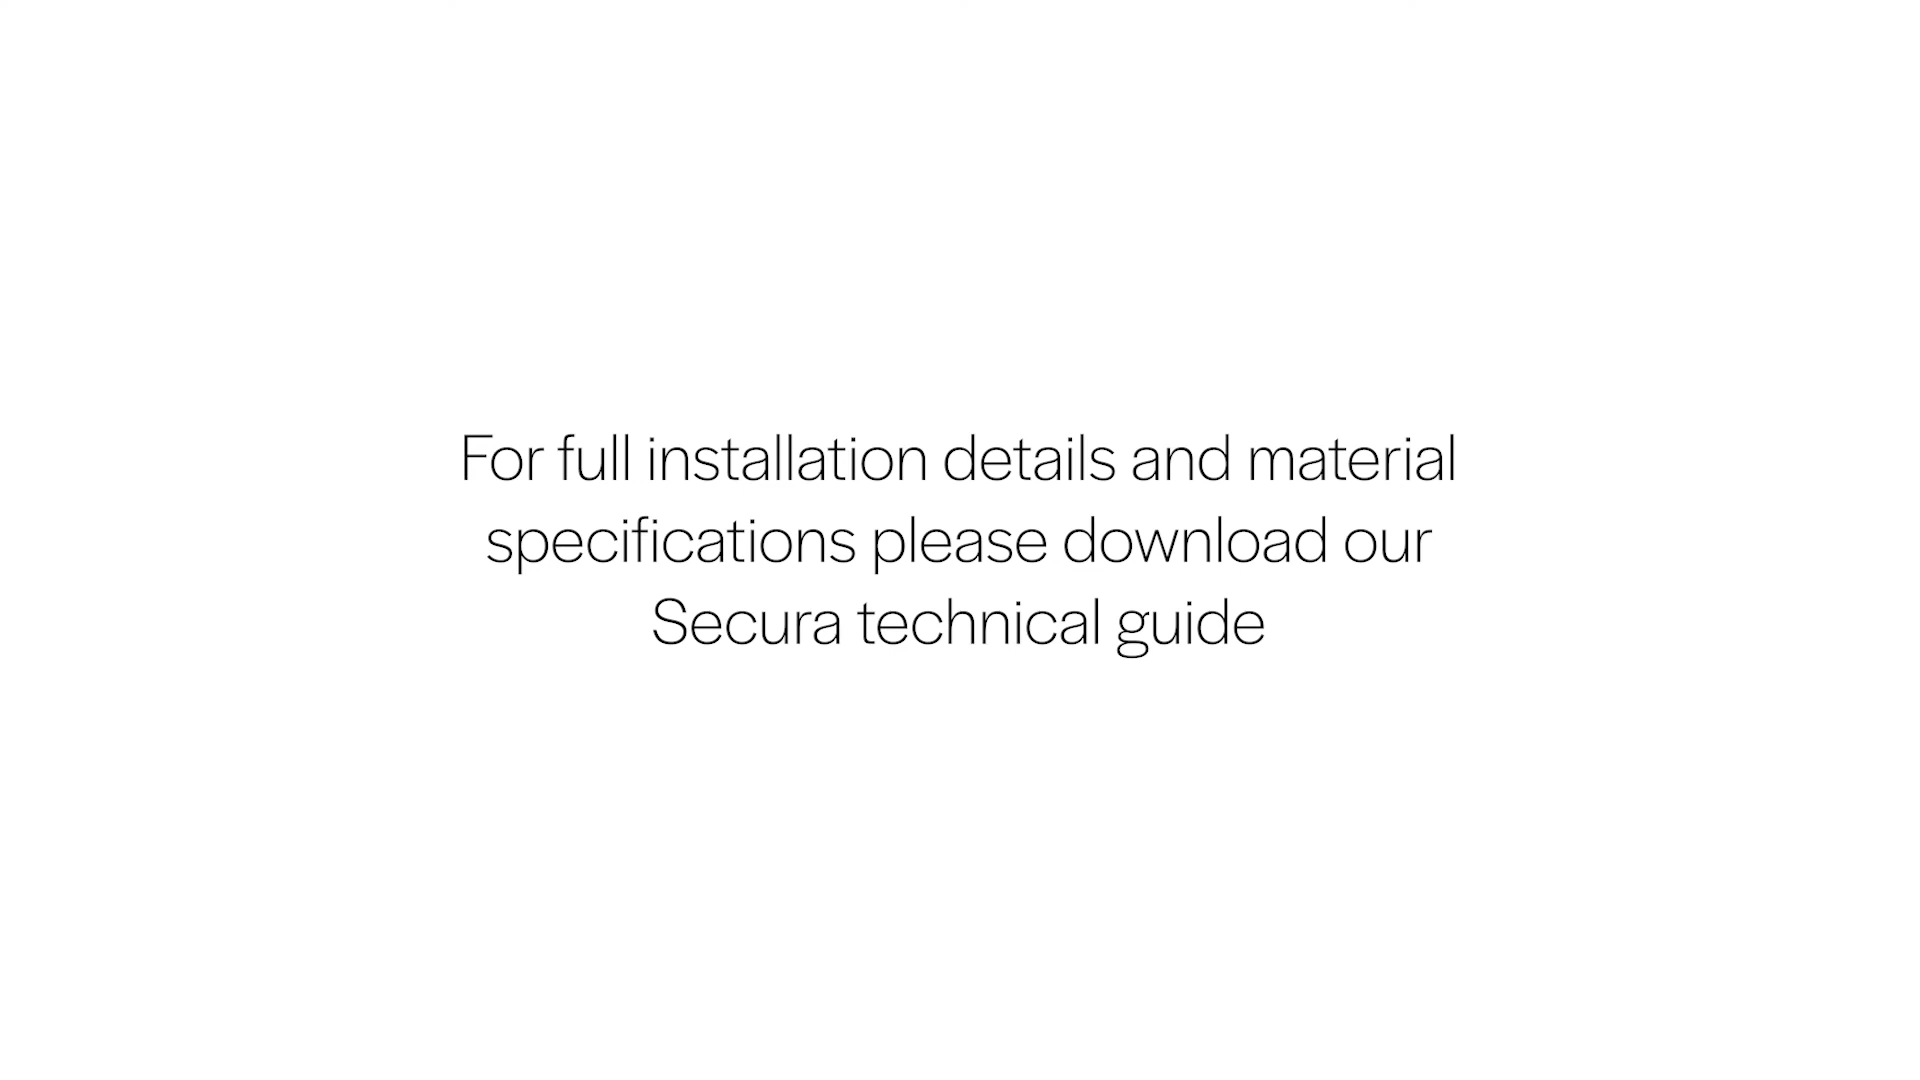 For full installation details and material
specifications please download our
Secura technical guide